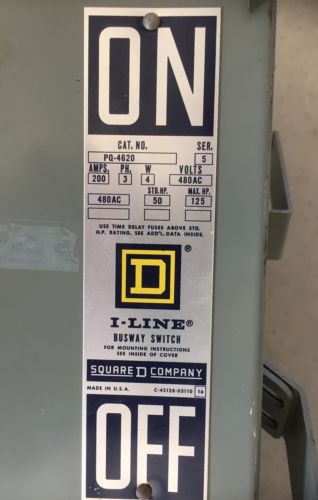 ON
CAT. NO. SER.
PQ-4620 5
AMPS. PH. W VOLTS
200 3 4 480AC
STD. HP. MAX. HP.
480AC 50 125
USE TIME DELAY FUSES ABOVE STD.
H.P. RATING. SEE ADD'L. DATA INSIDE.
D ®
I-LINE®
BUSWAY SWITCH
FOR MOUNTING INSTRUCTIONS
SEE INSIDE OF COVER
SQUARE D COMPANY
MADE IN U.S.A. C-45128-03110 16
OFF